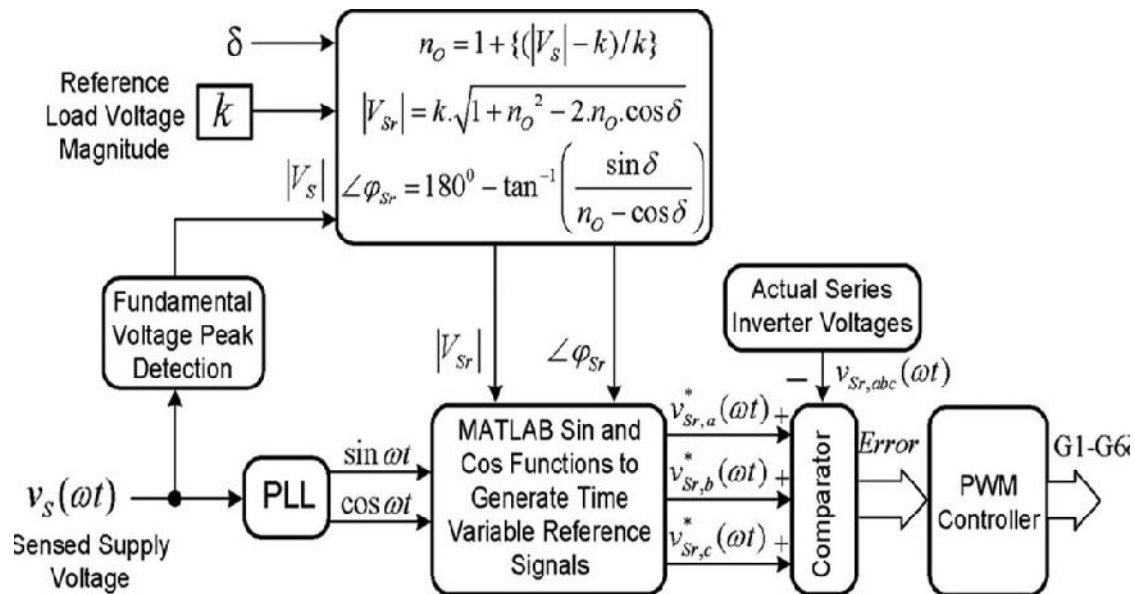 δ
Reference
Load Voltage
Magnitude
k
n_O = 1 + {(|V_S| − k) / k}
|V_Sr| = k.√(1 + n_O² − 2.n_O.cos δ)
∠φ_Sr = 180⁰ − tan⁻¹(sin δ / (n_O − cos δ))
|V_S|
Fundamental
Voltage Peak
Detection
|V_Sr|
∠φ_Sr
Actual Series
Inverter Voltages
− v_Sr,abc(ωt)
v_S(ωt)
Sensed Supply
Voltage
PLL
sin ωt
cos ωt
MATLAB Sin and
Cos Functions to
Generate Time
Variable Reference
Signals
v*_Sr,a(ωt) +
v*_Sr,b(ωt) +
v*_Sr,c(ωt) +
Comparator
Error
PWM
Controller
G1-G6